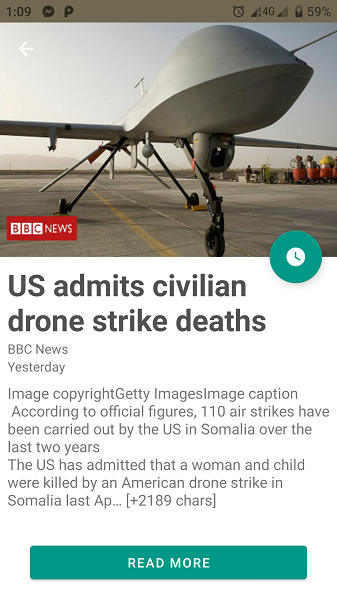 1:09
4G
59%
BBC NEWS
US admits civilian
drone strike deaths
BBC News
Yesterday
Image copyrightGetty ImagesImage caption
According to official figures, 110 air strikes have
been carried out by the US in Somalia over the
last two years
The US has admitted that a woman and child
were killed by an American drone strike in
Somalia last Ap… [+2189 chars]
READ MORE